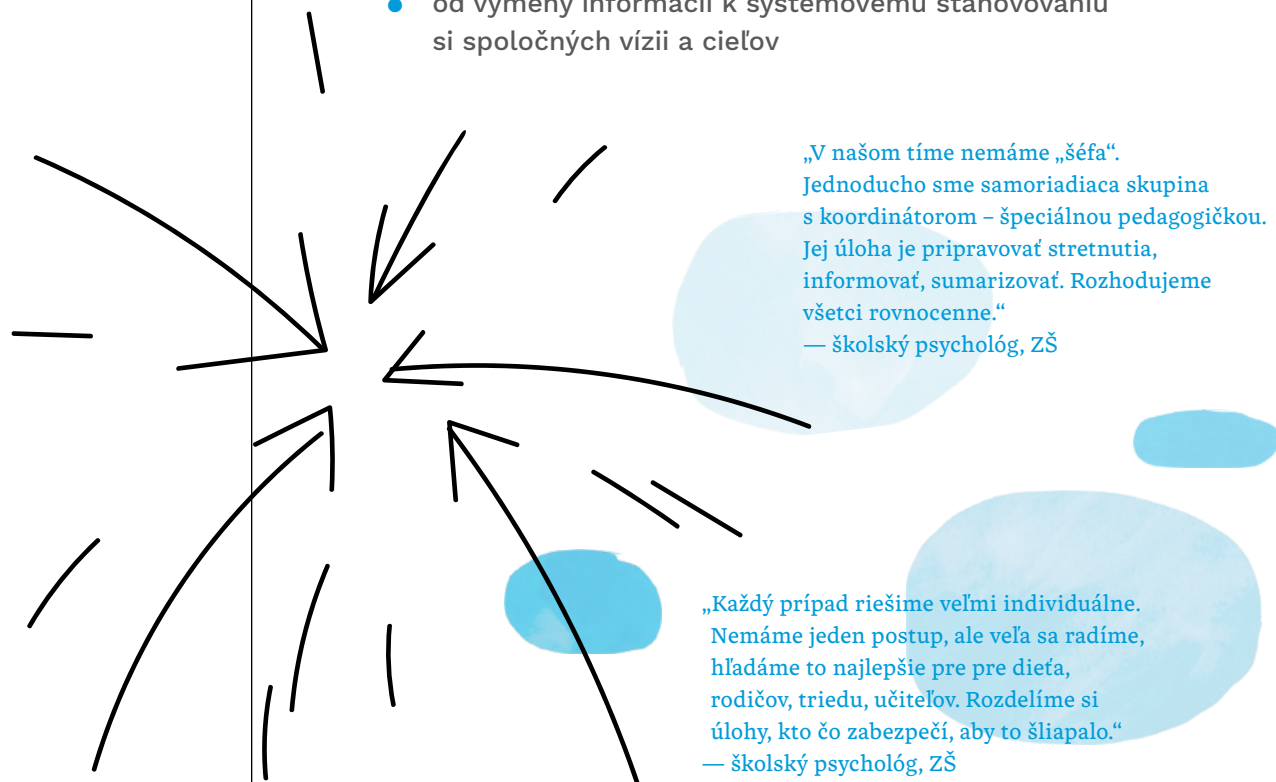 od výmeny informácií k systémovému stanovovaniu
si spoločných vízii a cieľov
„V našom tíme nemáme „šéfa“.
Jednoducho sme samoriadiaca skupina
s koordinátorom – špeciálnou pedagogičkou.
Jej úloha je pripravovať stretnutia,
informovať, sumarizovať. Rozhodujeme
všetci rovnocenne.“
— školský psychológ, ZŠ
„Každý prípad riešime veľmi individuálne.
Nemáme jeden postup, ale veľa sa radíme,
hľadáme to najlepšie pre pre dieťa,
rodičov, triedu, učiteľov. Rozdelíme si
úlohy, kto čo zabezpečí, aby to šliapalo.“
— školský psychológ, ZŠ